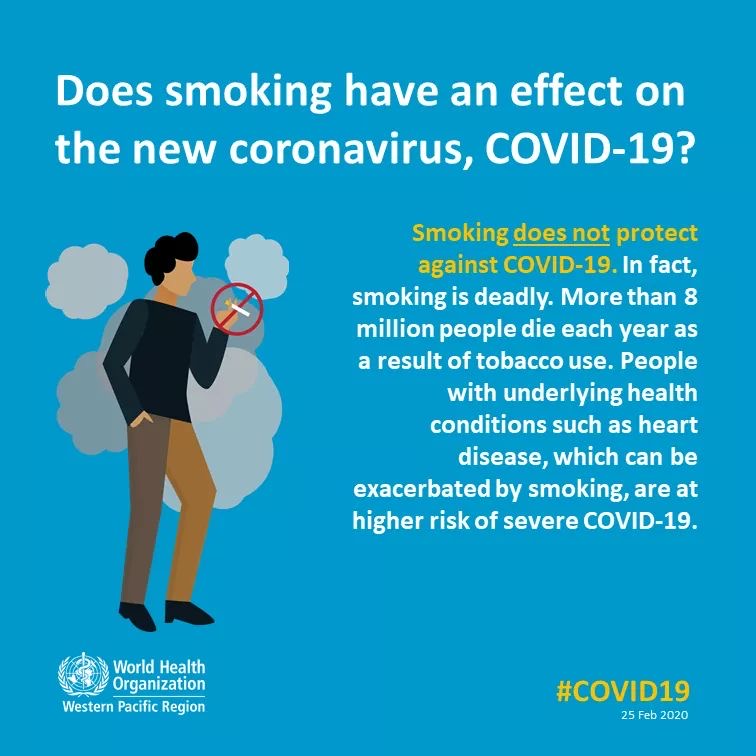 Does smoking have an effect on
the new coronavirus, COVID-19?
Smoking does not protect
against COVID-19. In fact,
smoking is deadly. More than 8
million people die each year as
a result of tobacco use. People
with underlying health
conditions such as heart
disease, which can be
exacerbated by smoking, are at
higher risk of severe COVID-19.
World Health
Organization
Western Pacific Region
#COVID19
25 Feb 2020